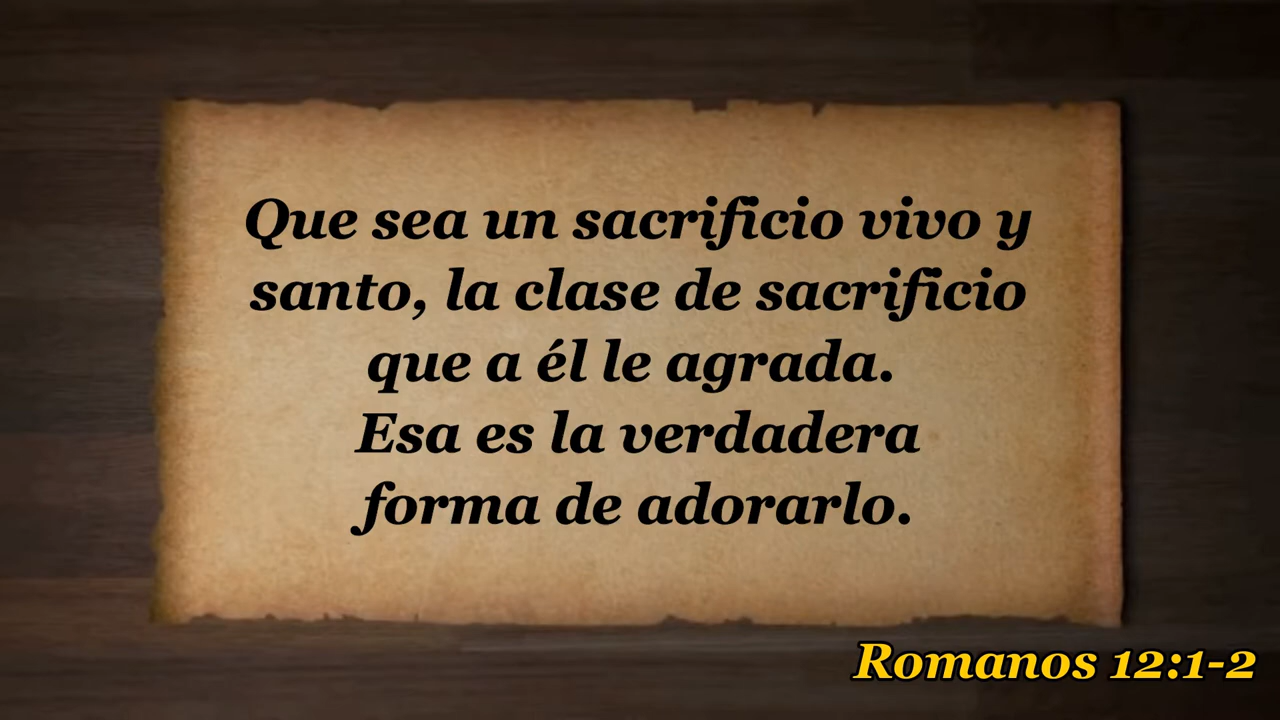 Que sea un sacrificio vivo y
santo, la clase de sacrificio
que a él le agrada.
Esa es la verdadera
forma de adorarlo.
Romanos 12:1-2